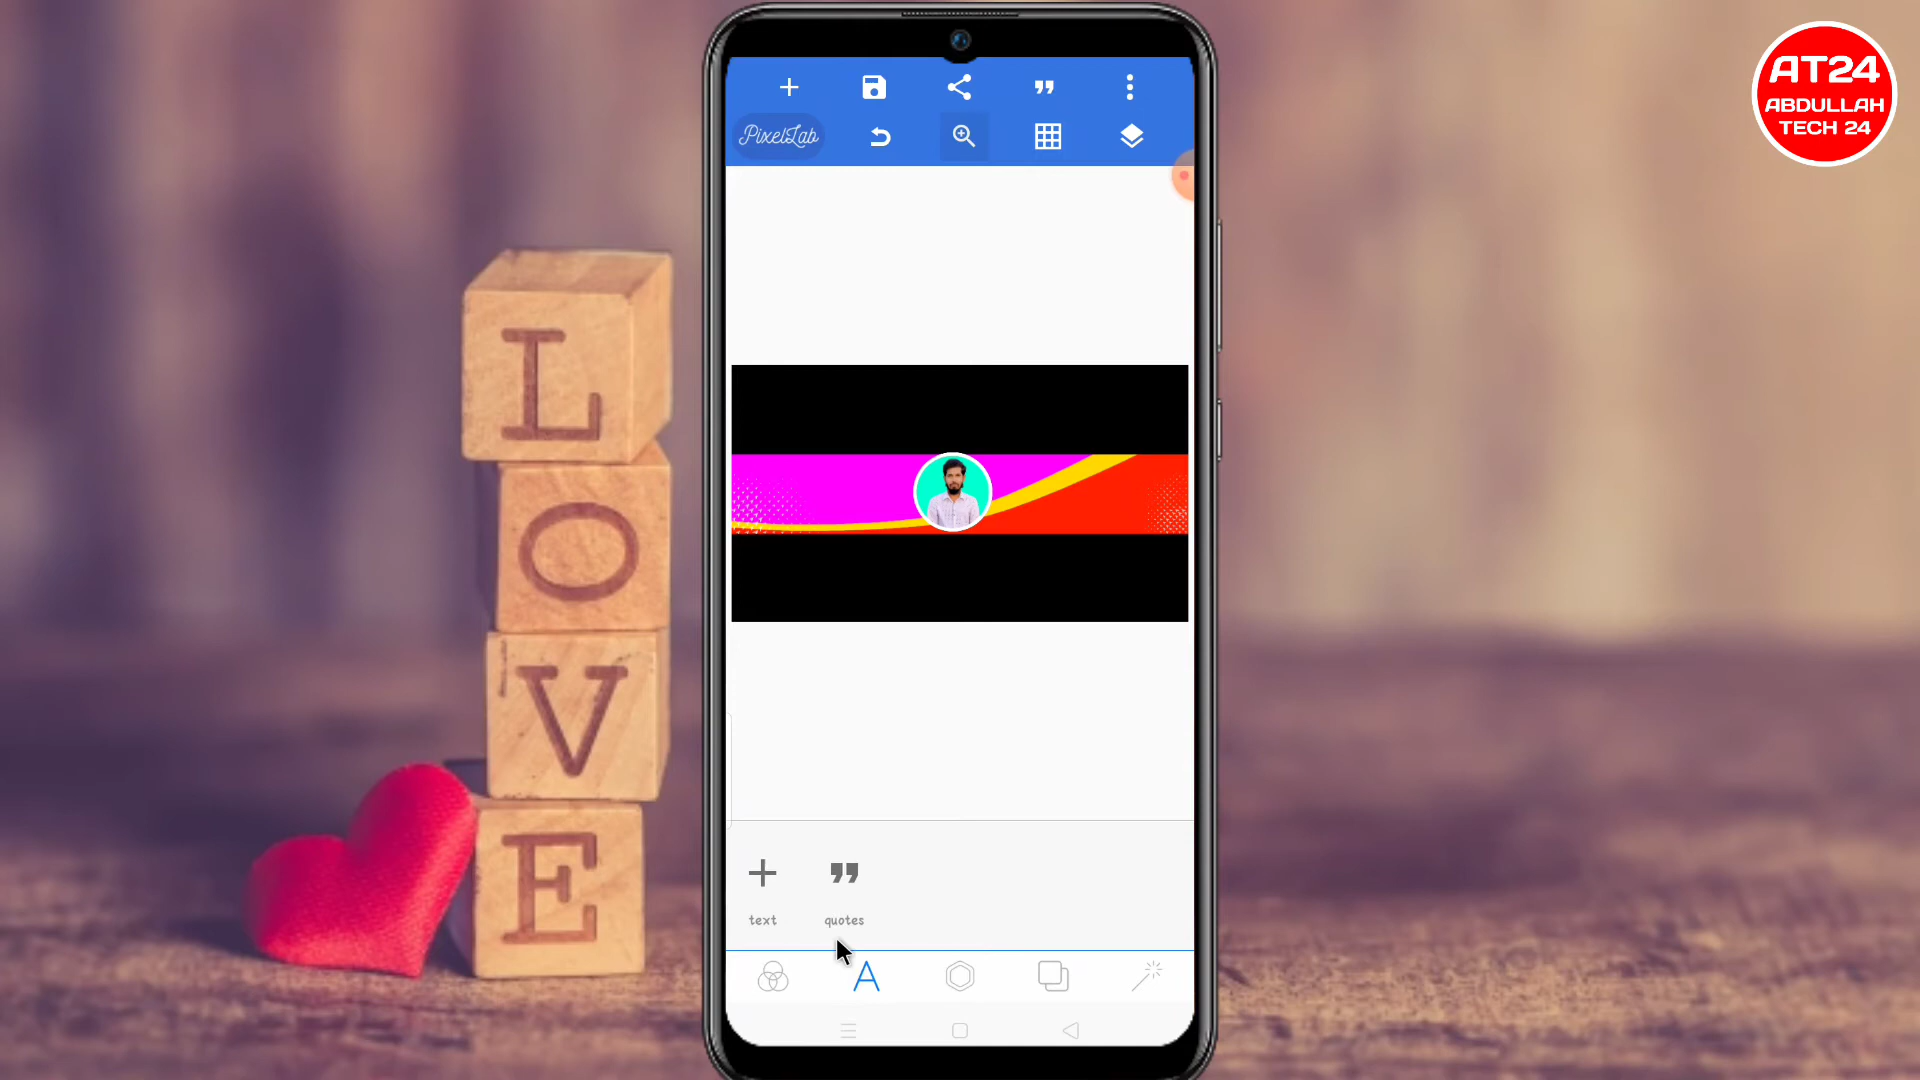 AT24
ABDULLAH
TECH 24
PixelLab
L
O
V
E
text
quotes